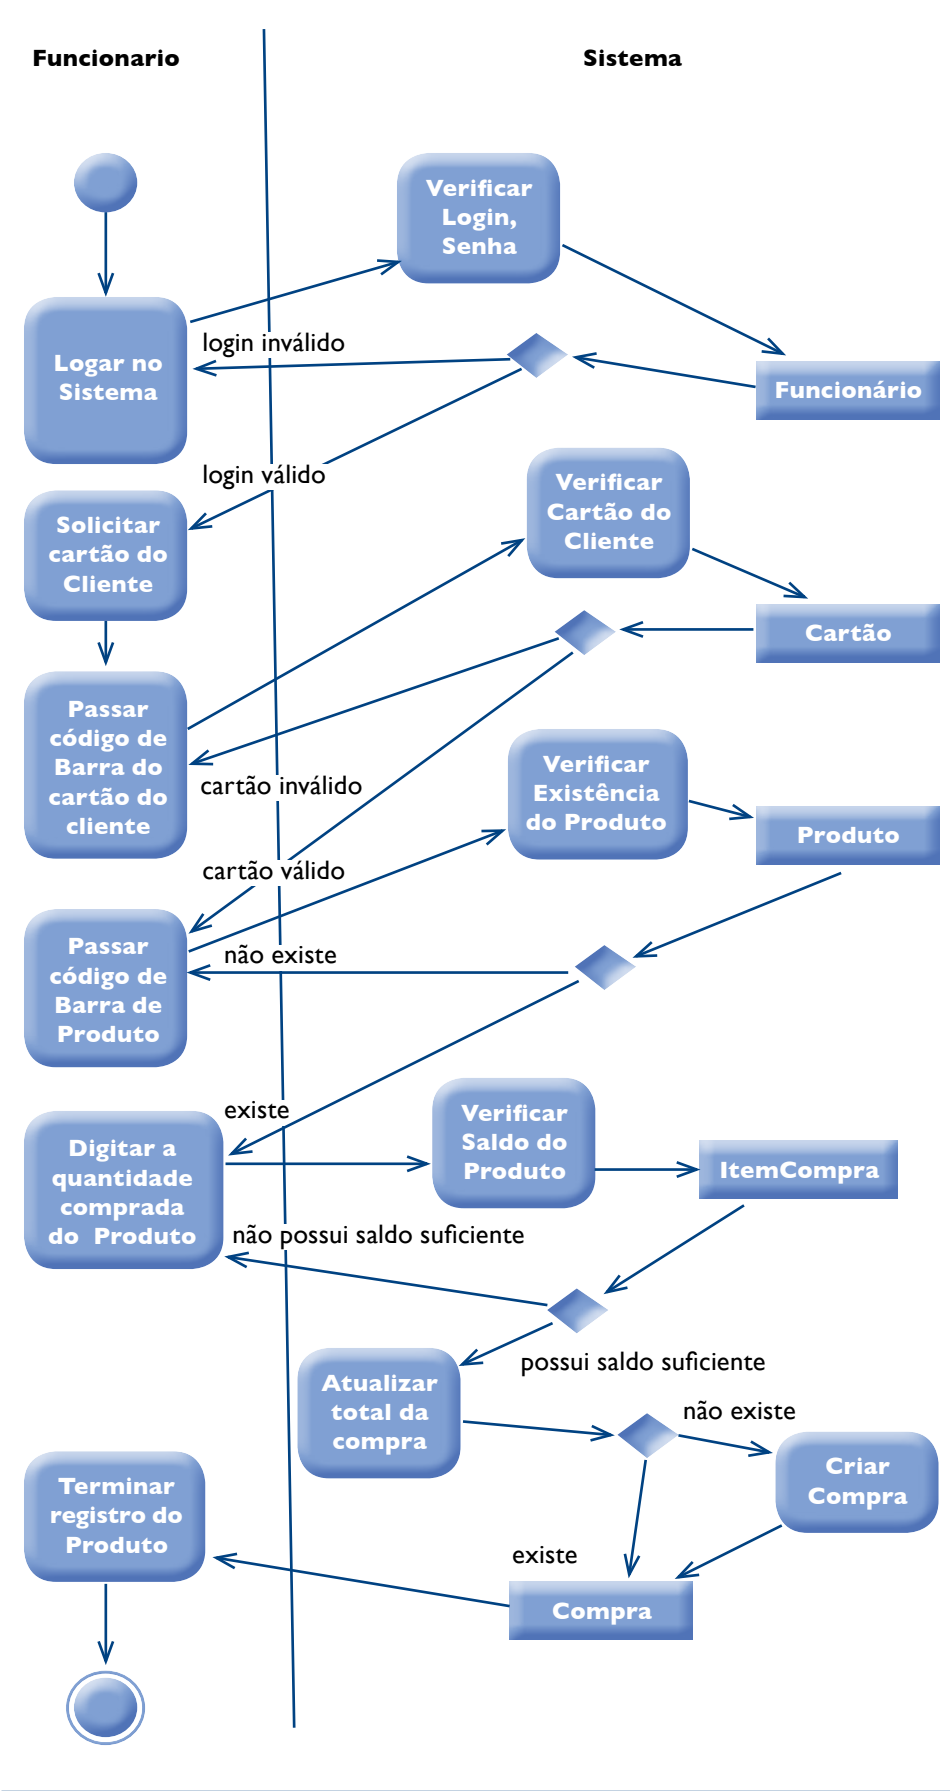 Funcionario
Sistema
Verificar
Login,
Senha
login inválido
Logar no
Sistema
Funcionário
login válido
Verificar
Cartão do
Cliente
Solicitar
cartão do
Cliente
Cartão
Passar
código de
Barra do
cartão do
cliente
cartão inválido
Verificar
Existência
do Produto
Produto
cartão válido
Passar
código de
Barra de
Produto
não existe
existe
Verificar
Saldo do
Produto
Digitar a
quantidade
comprada
do Produto
ItemCompra
não possui saldo suficiente
possui saldo suficiente
Atualizar
total da
compra
não existe
Criar
Compra
Terminar
registro do
Produto
existe
Compra